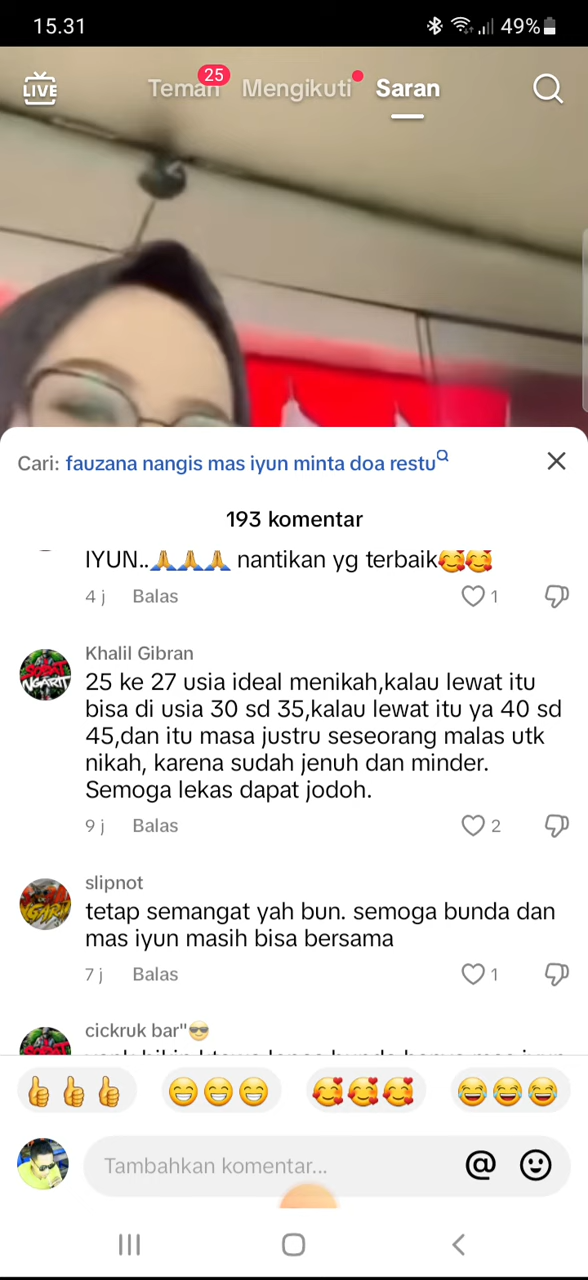 15.31
49%
LIVE
Teman 25 Mengikuti Saran
Cari: fauzana nangis mas iyun minta doa restu
193 komentar
IYUN..🙏🙏🙏 nantikan yg terbaik🥰🥰
4 j Balas 1
Khalil Gibran
25 ke 27 usia ideal menikah,kalau lewat itu
bisa di usia 30 sd 35,kalau lewat itu ya 40 sd
45,dan itu masa justru seseorang malas utk
nikah, karena sudah jenuh dan minder.
Semoga lekas dapat jodoh.
9 j Balas 2
slipnot
tetap semangat yah bun. semoga bunda dan
mas iyun masih bisa bersama
7 j Balas 1
cickruk bar"😎
👍👍👍 😁😁😁 🥰🥰🥰 😂😂😂
Tambahkan komentar... @